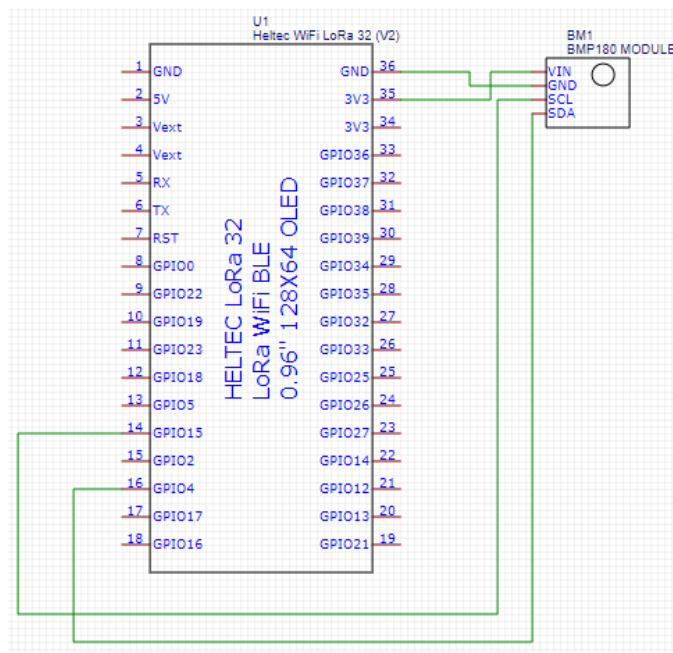 U1
Heltec WiFi LoRa 32 (V2)
BM1
BMP180 MODULE
1 GND
2 5V
3 Vext
4 Vext
5 RX
6 TX
7 RST
8 GPIO0
9 GPIO22
10 GPIO19
11 GPIO23
12 GPIO18
13 GPIO5
14 GPIO15
15 GPIO2
16 GPIO4
17 GPIO17
18 GPIO16
HELTEC LoRa 32
LoRa WiFi BLE
0.96" 128X64 OLED
GND 36
3V3 35
3V3 34
GPIO36 33
GPIO37 32
GPIO38 31
GPIO39 30
GPIO34 29
GPIO35 28
GPIO32 27
GPIO33 26
GPIO25 25
GPIO26 24
GPIO27 23
GPIO14 22
GPIO12 21
GPIO13 20
GPIO21 19
VIN
GND
SCL
SDA